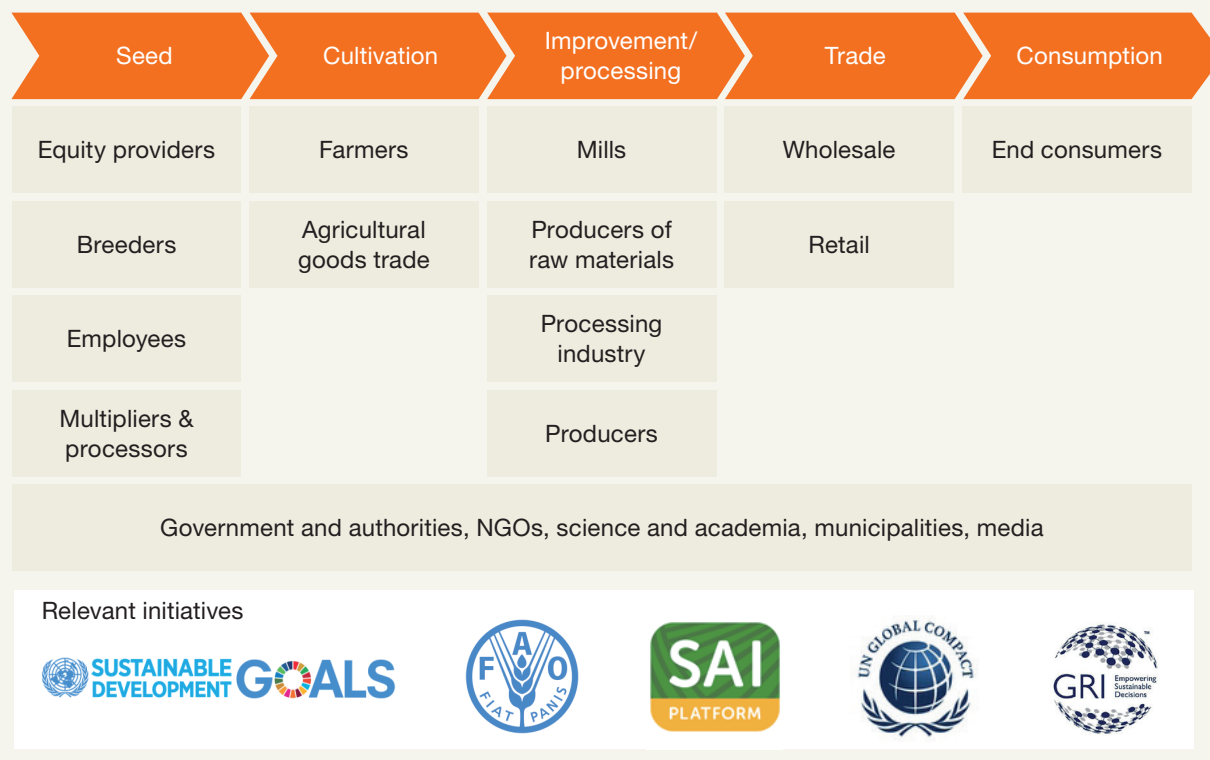 Seed
Cultivation
Improvement/
processing
Trade
Consumption
Equity providers
Farmers
Mills
Wholesale
End consumers
Breeders
Agricultural
goods trade
Producers of
raw materials
Retail
Employees
Processing
industry
Multipliers &
processors
Producers
Government and authorities, NGOs, science and academia, municipalities, media
Relevant initiatives
SUSTAINABLE
DEVELOPMENT
GOALS
F A O
FIAT PANIS
SAI
PLATFORM
UN GLOBAL COMPACT
GRI
Empowering
Sustainable
Decisions
TM